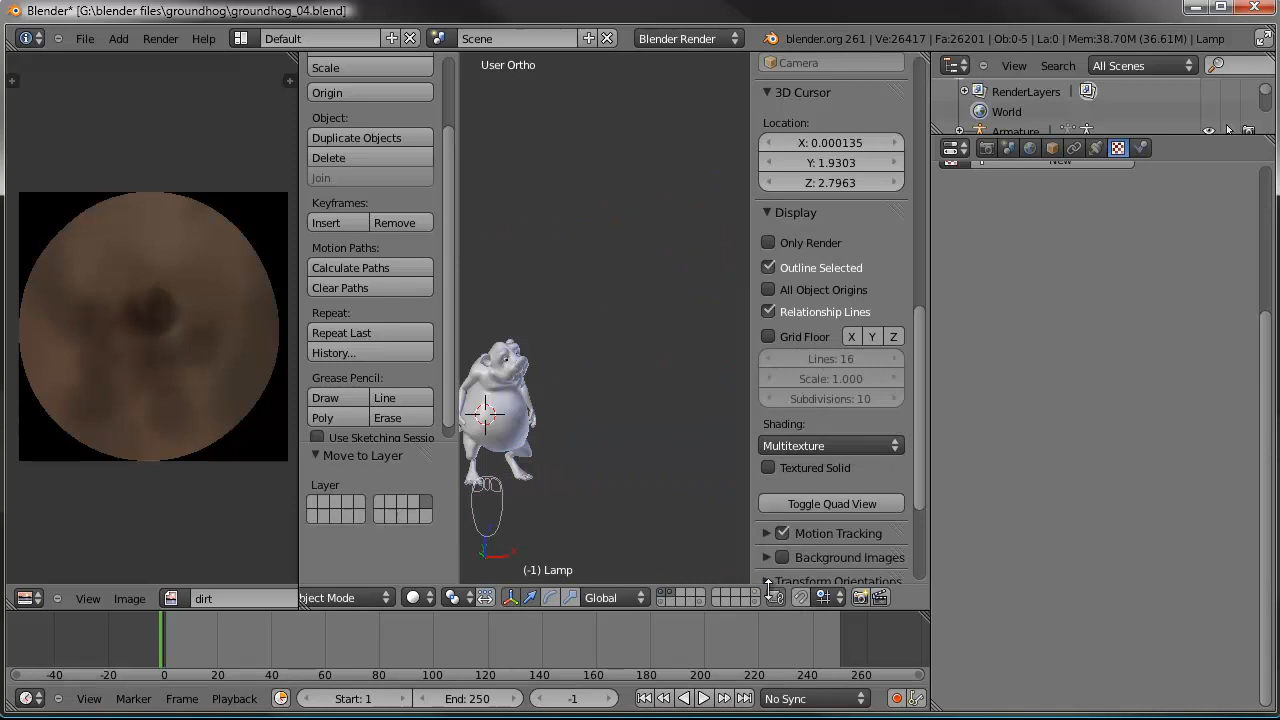 Blender* [G:\blender files\groundhog\groundhog_04.blend]
File Add Render Help Default Scene Blender Render blender.org 261 | Ve:26417 | Fa:26201 | Ob:0-5 | La:0 | Mem:38.70M (36.61M) | Lamp
View Search All Scenes
RenderLayers |
World
Armature
New
Scale
Origin
Object:
Duplicate Objects
Delete
Join
Keyframes:
Insert Remove
Motion Paths:
Calculate Paths
Clear Paths
Repeat:
Repeat Last
History...
Grease Pencil:
Draw Line
Poly Erase
Use Sketching Sessio
Move to Layer
Layer
User Ortho
(-1) Lamp
Camera
3D Cursor
Location:
X: 0.000135
Y: 1.9303
Z: 2.7963
Display
Only Render
Outline Selected
All Object Origins
Relationship Lines
Grid Floor X Y Z
Lines: 16
Scale: 1.000
Subdivisions: 10
Shading:
Multitexture
Textured Solid
Toggle Quad View
Motion Tracking
Background Images
Transform Orientations
View Image dirt bject Mode Global
-40 -20 0 20 40 60 80 100 120 140 160 180 200 220 240 260
View Marker Frame Playback Start: 1 End: 250 -1 No Sync